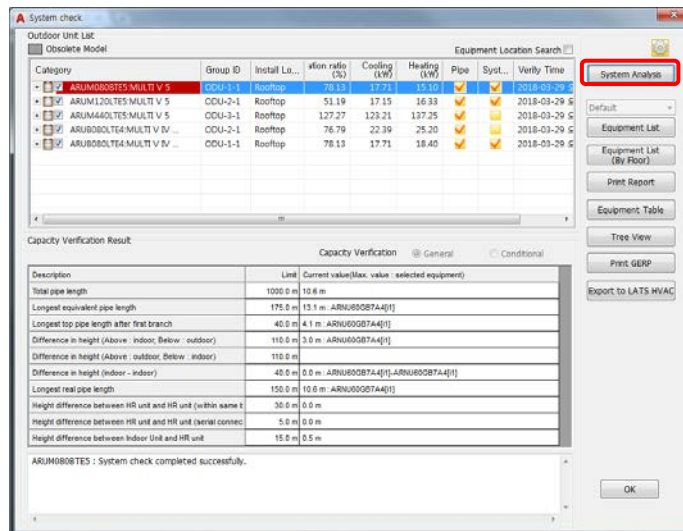 System check
Outdoor Unit List
Obsolete Model
Equipment Location Search
Category Group ID Install Lo... ation ratio (%) Cooling (kW) Heating (kW) Pipe Syst... Verify Time
ARUM080BTE5:MULTI V 5 ODU-1-1 Rooftop 78.13 17.71 15.10 2018-03-29 S
ARUM120LTE5:MULTI V 5 ODU-2-1 Rooftop 51.19 17.15 16.33 2018-03-29 S
ARUM440LTE5:MULTI V 5 ODU-3-1 Rooftop 127.27 123.21 137.25 2018-03-29 S
ARUB080LTE4:MULTI V IV ... ODU-2-1 Rooftop 76.79 22.39 25.20 2018-03-29 S
ARUB080LTE4:MULTI V IV ... ODU-1-1 Rooftop 78.13 17.71 18.40 2018-03-29 S
System Analysis
Default
Equipment List
Equipment List
(By Floor)
Print Report
Equipment Table
Tree View
Print GERP
Export to LATS HVAC
Capacity Verification Result
Capacity Verification General Conditional
Description Limit Current value(Max. value : selected equipment)
Total pipe length 1000.0 m 10.6 m
Longest equivalent pipe length 175.0 m 13.1 m : ARNU60GB7A4[i1]
Longest top pipe length after first branch 40.0 m 4.1 m : ARNU60GB7A4[i1]
Difference in height (Above : indoor, Below : outdoor) 110.0 m 3.0 m : ARNU60GB7A4[i1]
Difference in height (Above : outdoor, Below : indoor) 110.0 m
Difference in height (indoor - indoor) 40.0 m 0.0 m : ARNU60GB7A4[i1]-ARNU60GB7A4[i1]
Longest real pipe length 150.0 m 10.6 m : ARNU60GB7A4[i1]
Height difference between HR unit and HR unit (within same b 30.0 m 0.0 m
Height difference between HR unit and HR unit (serial connec 5.0 m 0.0 m
Height difference between Indoor Unit and HR unit 15.0 m 0.5 m
ARUM080BTE5 : System check completed successfully.
OK